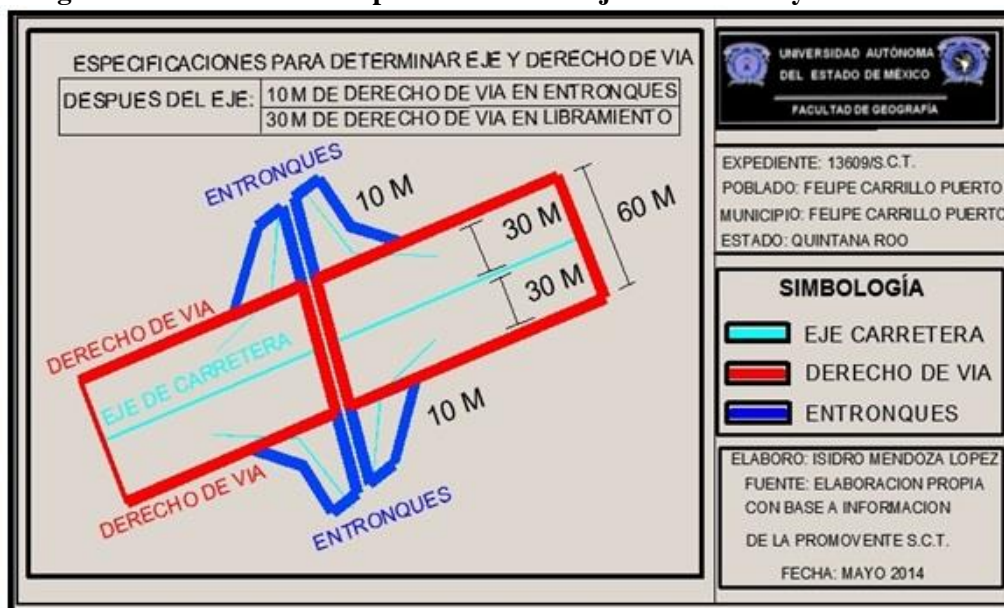 ESPECIFICACIONES PARA DETERMINAR EJE Y DERECHO DE VIA
DESPUES DEL EJE:
10 M DE DERECHO DE VIA EN ENTRONQUES
30 M DE DERECHO DE VIA EN LIBRAMIENTO
ENTRONQUES
10 M
30 M
60 M
30 M
DERECHO DE VIA
EJE DE CARRETERA
10 M
DERECHO DE VIA
ENTRONQUES
UNIVERSIDAD AUTÓNOMA
DEL ESTADO DE MÉXICO
FACULTAD DE GEOGRAFÍA
EXPEDIENTE: 13609/S.C.T.
POBLADO: FELIPE CARRILLO PUERTO
MUNICIPIO: FELIPE CARRILLO PUERTO
ESTADO: QUINTANA ROO
SIMBOLOGÍA
EJE CARRETERA
DERECHO DE VIA
ENTRONQUES
ELABORO: ISIDRO MENDOZA LOPEZ
FUENTE: ELABORACION PROPIA
CON BASE A INFORMACION
DE LA PROMOVENTE S.C.T.
FECHA: MAYO 2014